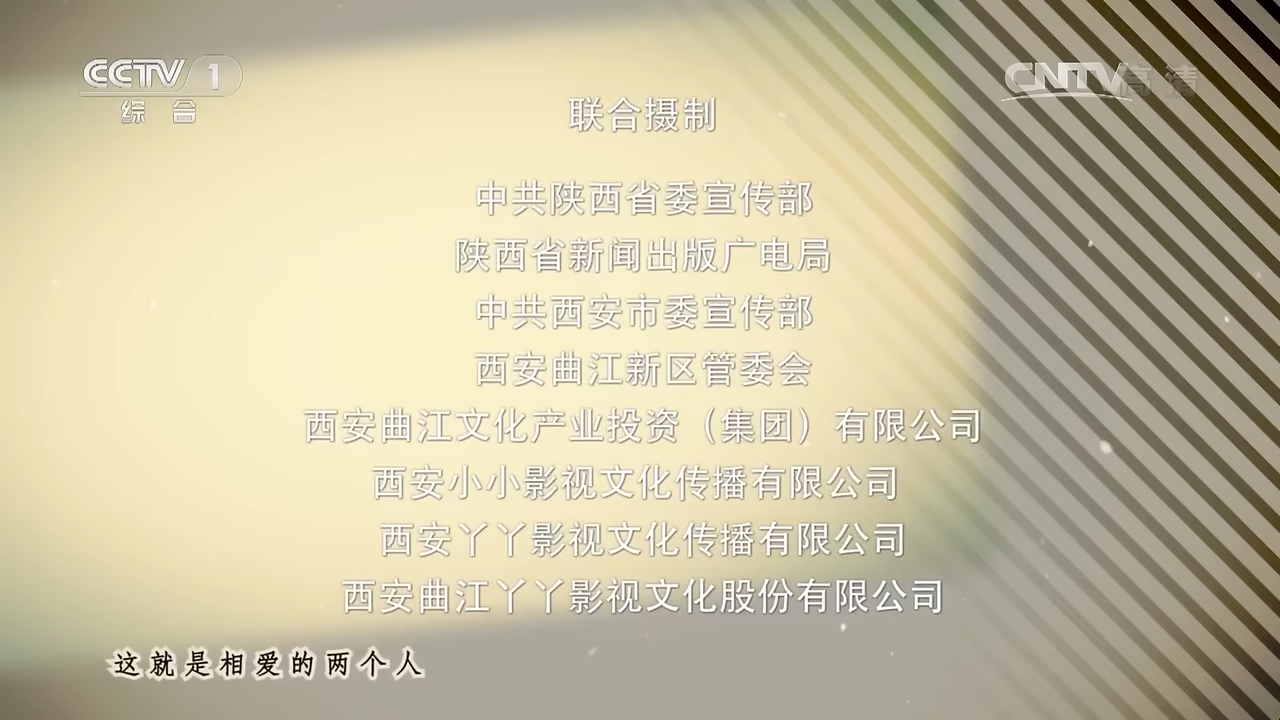 CCTV 1
综合
CNTV高清
联合摄制
中共陕西省委宣传部
陕西省新闻出版广电局
中共西安市委宣传部
西安曲江新区管委会
西安曲江文化产业投资（集团）有限公司
西安小小影视文化传播有限公司
西安丫丫影视文化传播有限公司
西安曲江丫丫影视文化股份有限公司
这就是相爱的两个人